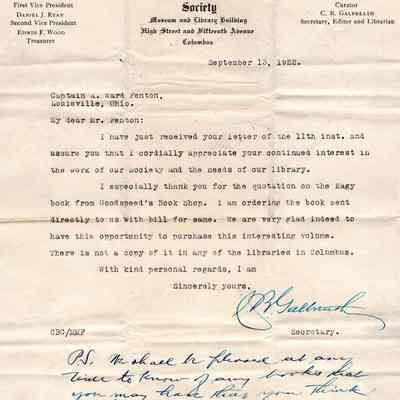 First Vice President
DANIEL J. RYAN
Second Vice President
EDWIN F. WOOD
Treasurer
Society
Museum and Library Building
High Street and Fifteenth Avenue
Columbus
Curator
C. B. GALBREATH
Secretary, Editor and Librarian
September 13, 1922.
Captain A. Ward Fenton,
Louisville, Ohio.
My dear Mr. Fenton:
I have just received your letter of the 11th inst. and
assure you that I cordially appreciate your continued interest in
the work of our Society and the needs of our library.
I especially thank you for the quotation on the Hagy
book from Goodspeed's Book Shop. I am ordering the book sent
directly to us with bill for same. We are very glad indeed to
have this opportunity to purchase this interesting volume.
There is not a copy of it in any of the libraries in Columbus.
With kind personal regards, I am
Sincerely yours,
C B Galbreath
CBG/MMF
Secretary.
P.S. We shall be pleased at any
time to know of any books that
you may have that you think